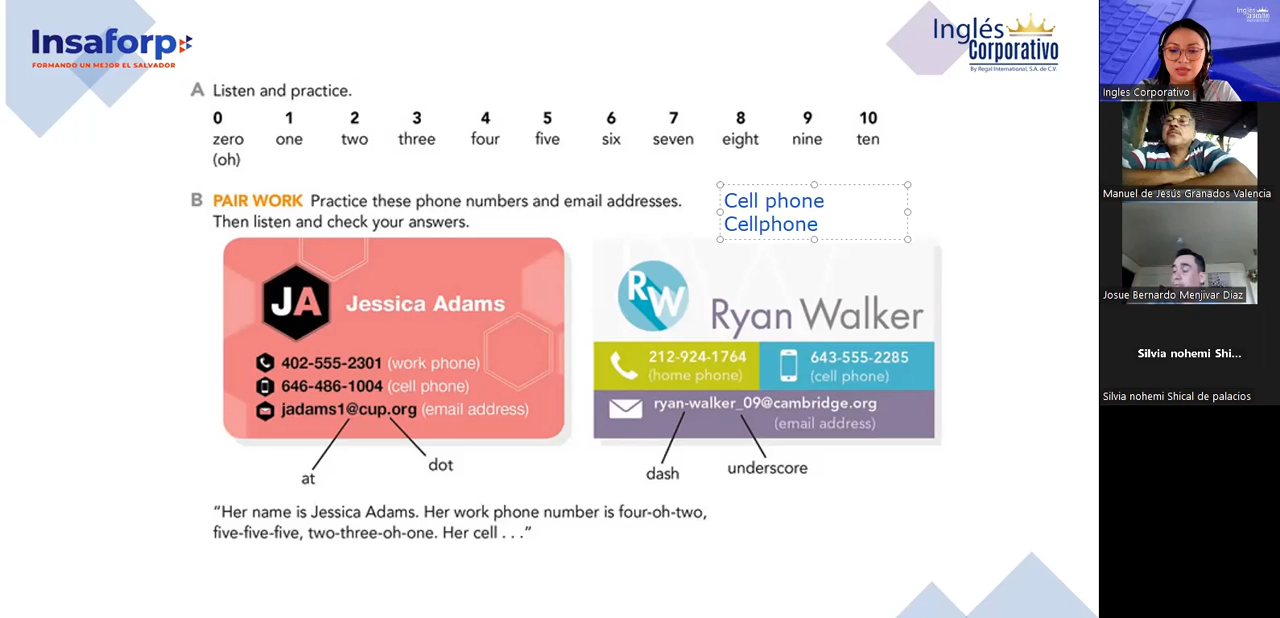 Insaforp
FORMANDO UN MEJOR EL SALVADOR
Inglés
Corporativo
By Regal International, S.A. de C.V.
A Listen and practice.
0 1 2 3 4 5 6 7 8 9 10
zero one two three four five six seven eight nine ten
(oh)
B PAIR WORK Practice these phone numbers and email addresses.
Then listen and check your answers.
Cell phone
Cellphone
JA Jessica Adams
402-555-2301 (work phone)
646-486-1004 (cell phone)
jadams1@cup.org (email address)
at
dot
RW
Ryan Walker
212-924-1764
(home phone)
643-555-2285
(cell phone)
ryan-walker_09@cambridge.org
(email address)
dash
underscore
“Her name is Jessica Adams. Her work phone number is four-oh-two,
five-five-five, two-three-oh-one. Her cell . . .”
Ingles Corporativo
Manuel de Jesús Granados Valencia
Josue Bernardo Menjivar Diaz
Silvia nohemi Shi...
Silvia nohemi Shical de palacios